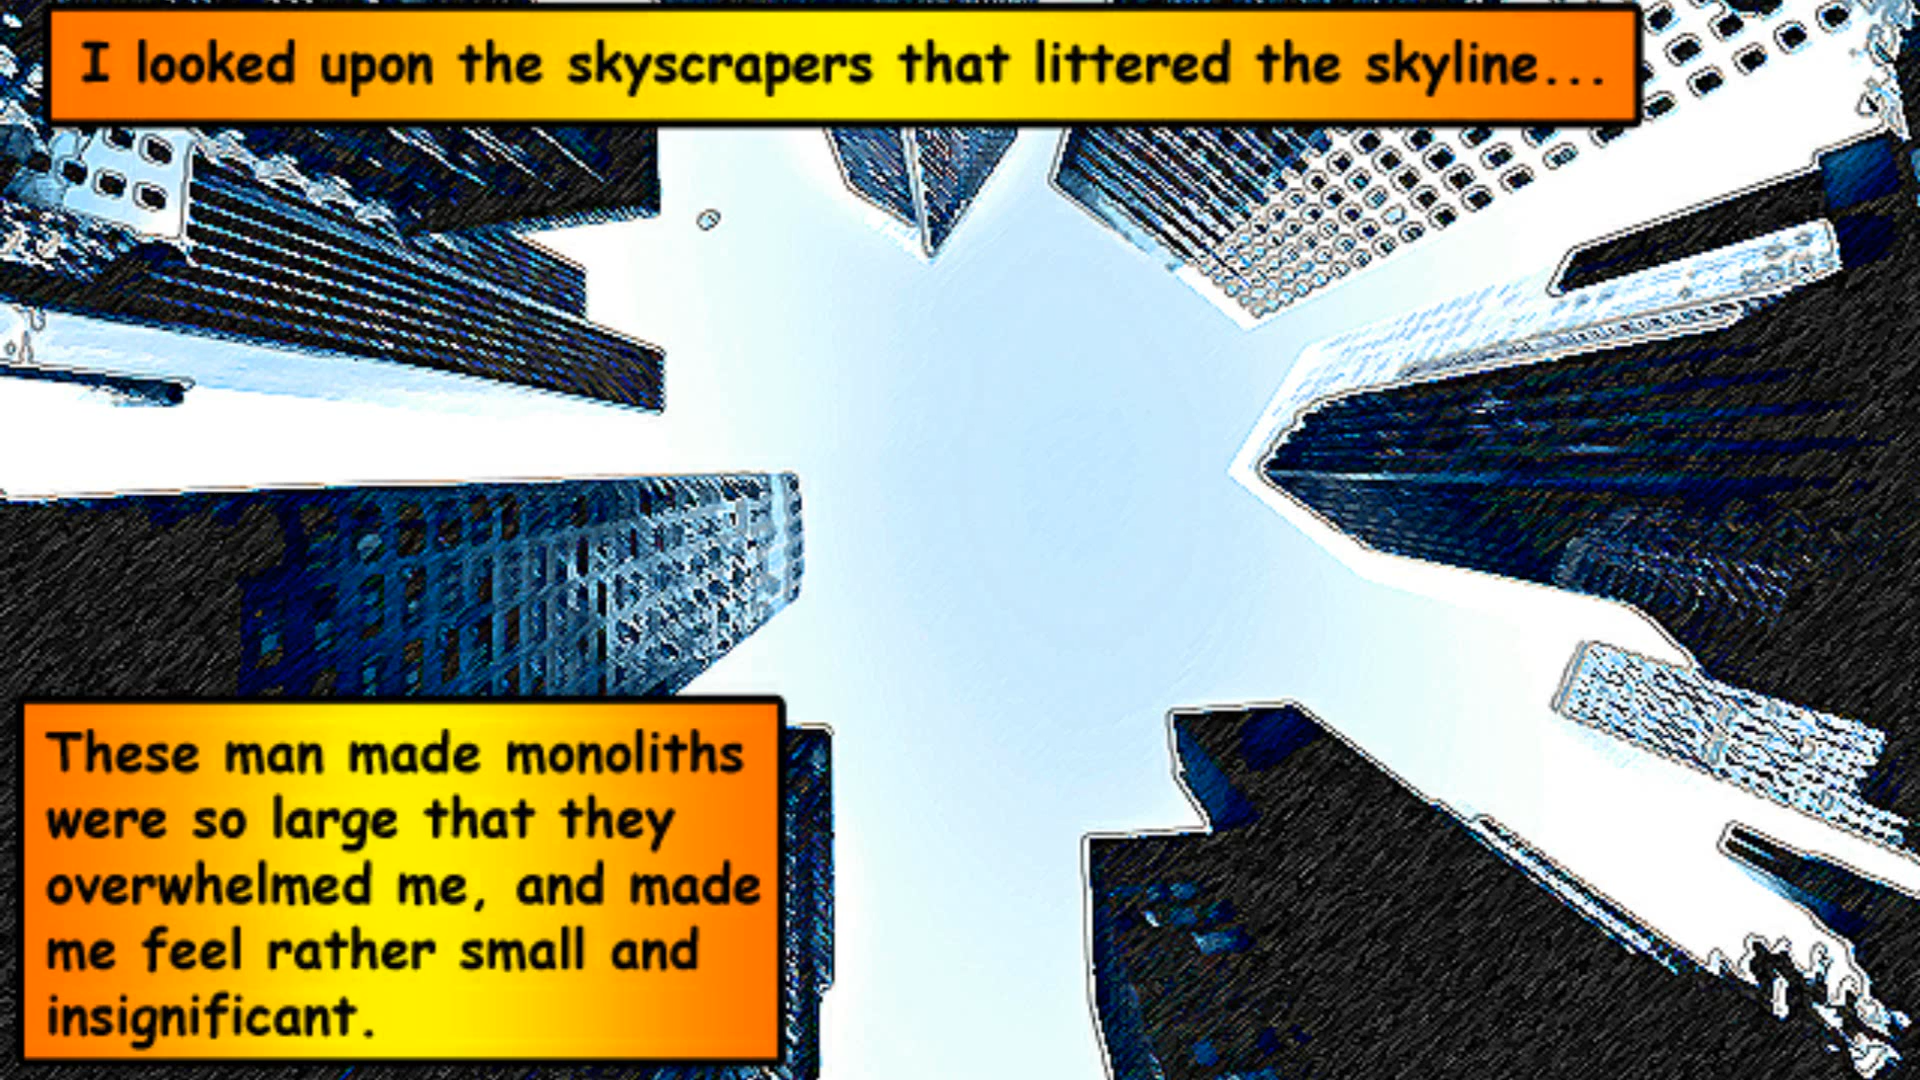 I looked upon the skyscrapers that littered the skyline...
These man made monoliths
were so large that they
overwhelmed me, and made
me feel rather small and
insignificant.